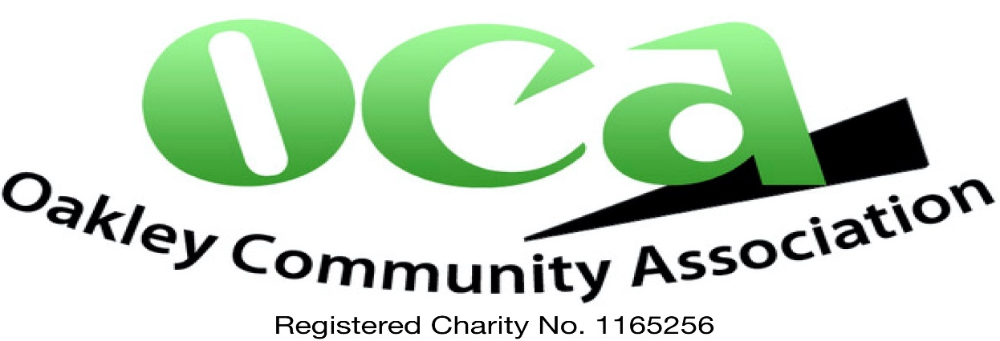 oca
Oakley Community Association
Registered Charity No. 1165256